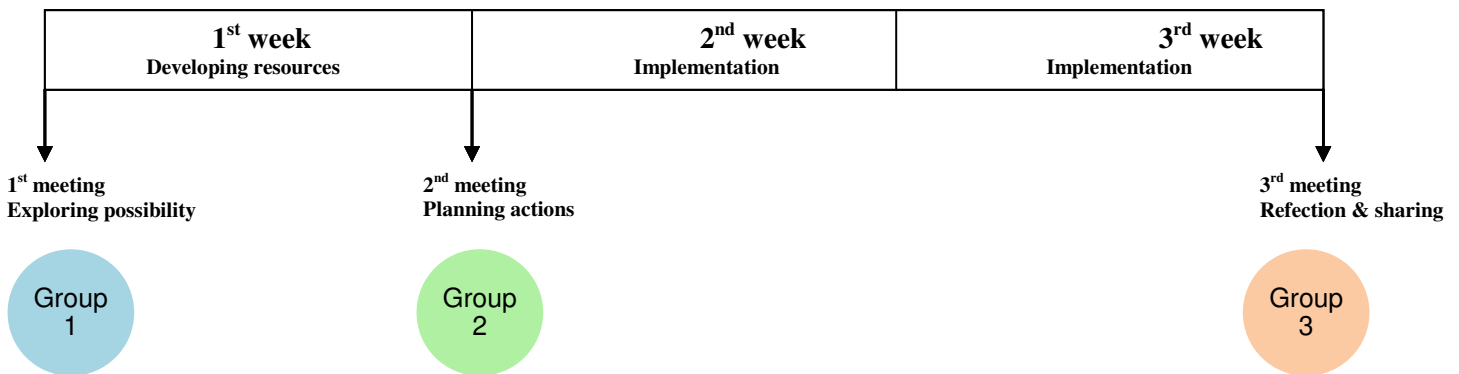 1st week
Developing resources
2nd week
Implementation
3rd week
Implementation
1st meeting
Exploring possibility
2nd meeting
Planning actions
3rd meeting
Refection & sharing
Group
1
Group
2
Group
3